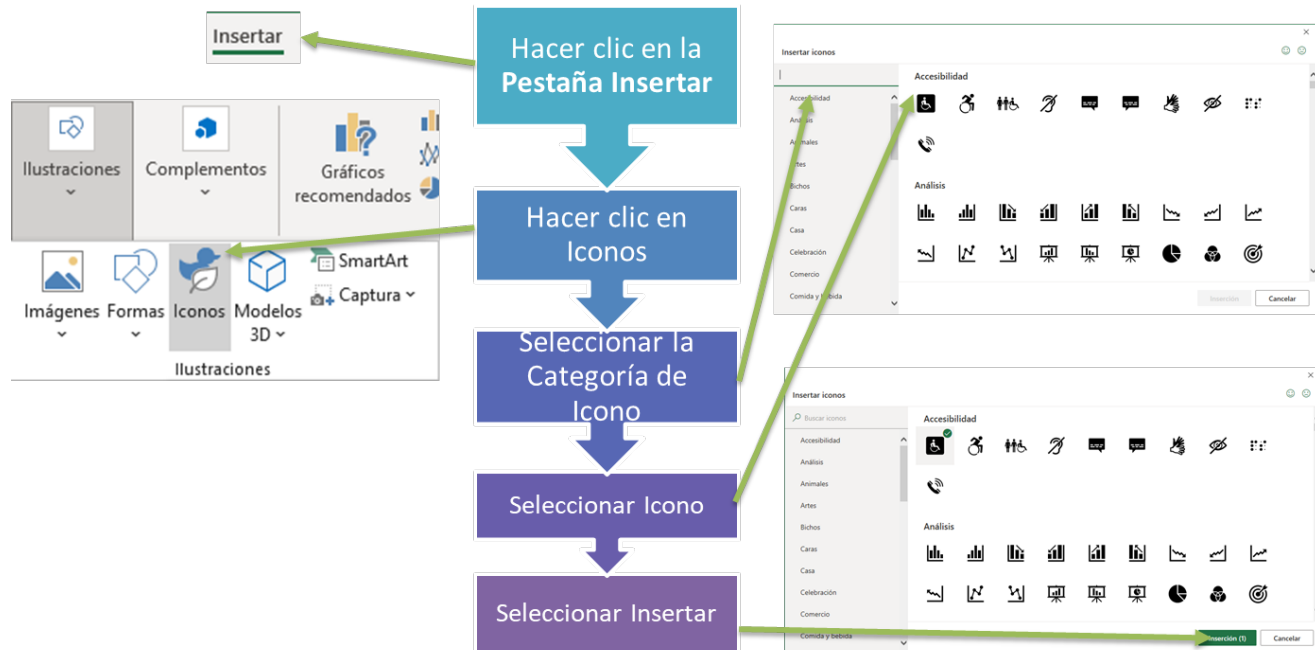 Insertar
Ilustraciones
Complementos
Gráficos
recomendados
Imágenes
Formas
Iconos
Modelos
3D
SmartArt
Captura
Ilustraciones
Hacer clic en la
Pestaña Insertar
Hacer clic en
Iconos
Seleccionar la
Categoría de
Icono
Seleccionar Icono
Seleccionar Insertar
Insertar iconos
Accesibilidad
Análisis
Animales
Artes
Bichos
Caras
Casa
Celebración
Comercio
Comida y bebida
Accesibilidad
Análisis
Inserción
Cancelar
Insertar iconos
Buscar iconos
Accesibilidad
Análisis
Animales
Artes
Bichos
Caras
Casa
Celebración
Comercio
Comida y bebida
Accesibilidad
Análisis
Inserción (1)
Cancelar